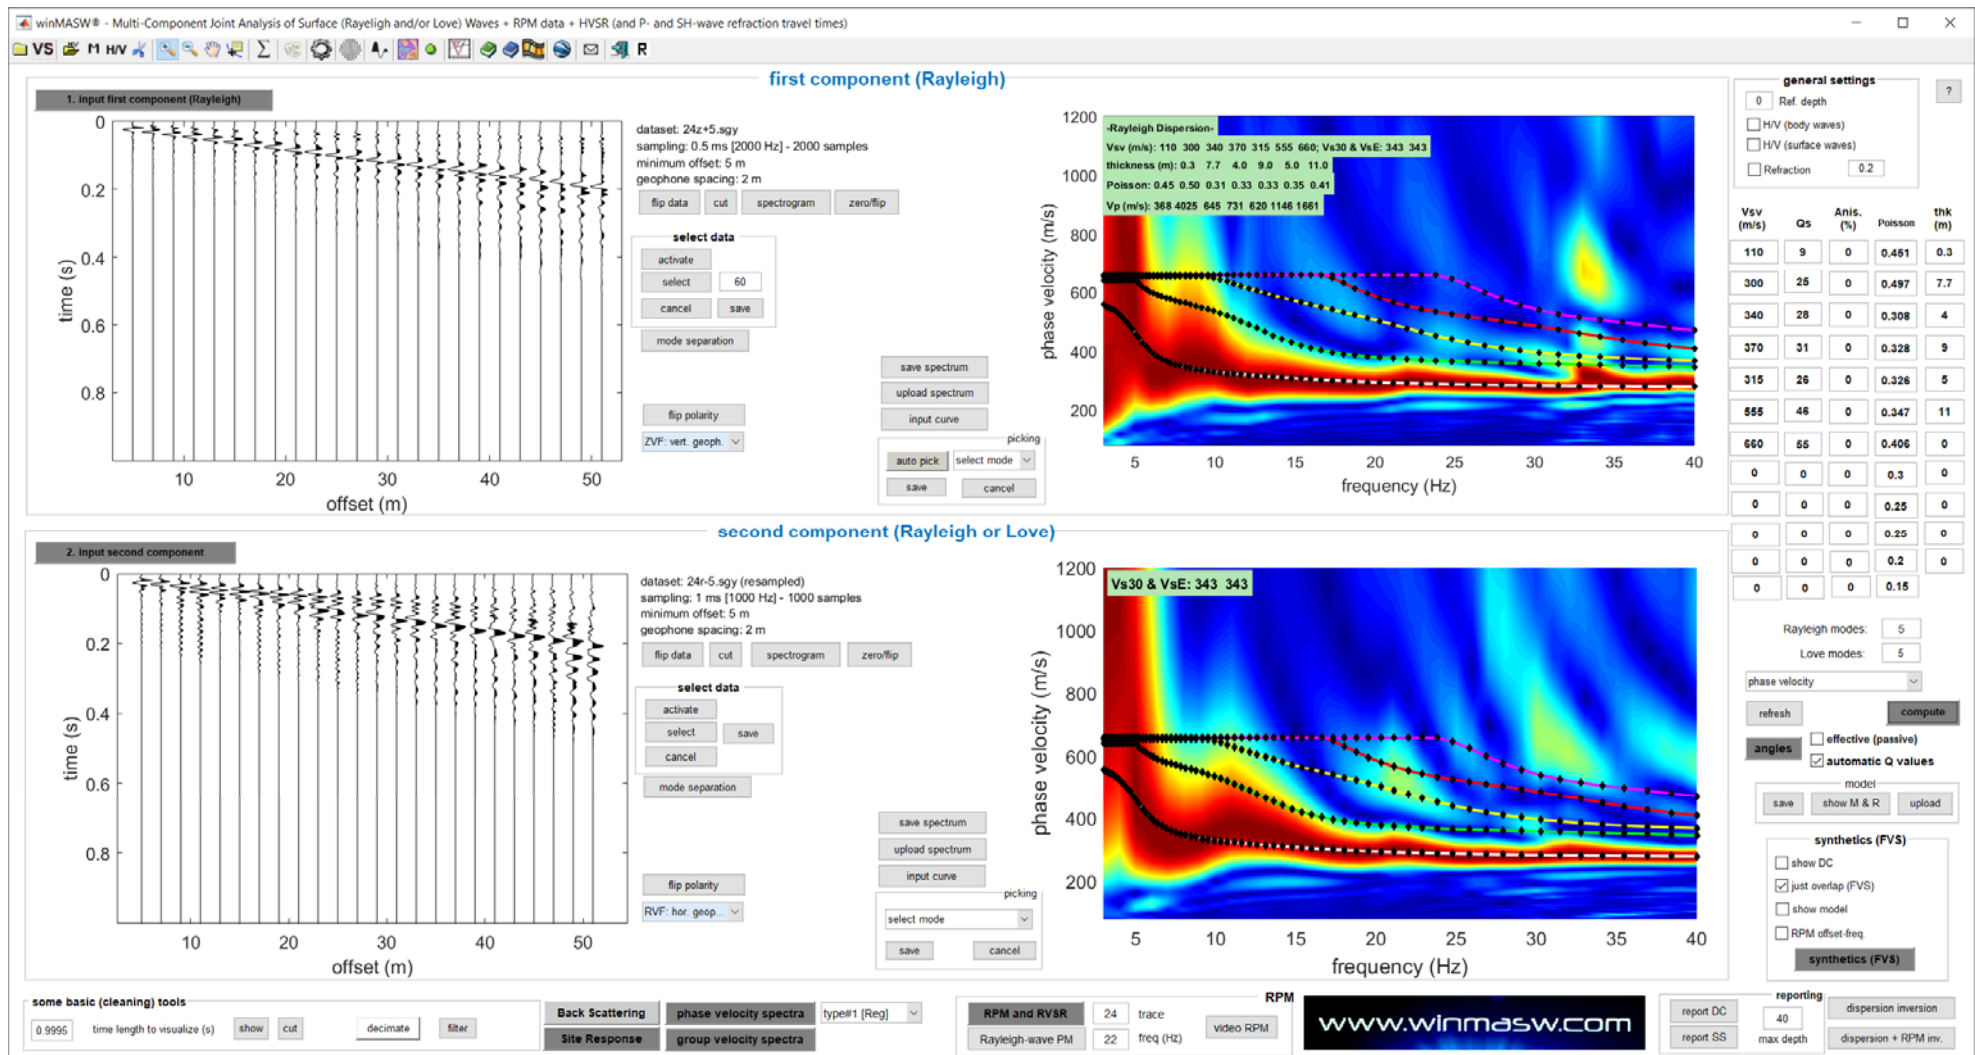 winMASW® - Multi-Component Joint Analysis of Surface (Rayeligh and/or Love) Waves + RPM data + HVSR (and P- and SH-wave refraction travel times)
VS M H/V Σ R
first component (Rayleigh)
1. input first component (Rayleigh)
0
0.2
0.4
0.6
0.8
time (s)
10 20 30 40 50
offset (m)
dataset: 24z+5.sgy
sampling: 0.5 ms [2000 Hz] - 2000 samples
minimum offset: 5 m
geophone spacing: 2 m
flip data cut spectrogram zero/flip
select data
activate
select 60
cancel save
mode separation
flip polarity
ZVF: vert. geoph.
save spectrum
upload spectrum
input curve
picking
auto pick select mode
save cancel
-Rayleigh Dispersion-
Vsv (m/s): 110 300 340 370 315 555 660; Vs30 & VsE: 343 343
thickness (m): 0.3 7.7 4.0 9.0 5.0 11.0
Poisson: 0.45 0.50 0.31 0.33 0.33 0.35 0.41
Vp (m/s): 368 4025 645 731 620 1146 1661
1200
1000
800
600
400
200
phase velocity (m/s)
5 10 15 20 25 30 35 40
frequency (Hz)
general settings
?
0 Ref. depth
H/V (body waves)
H/V (surface waves)
Refraction 0.2
Vsv (m/s) Qs Anis. (%) Poisson thk (m)
110 9 0 0.451 0.3
300 25 0 0.497 7.7
340 28 0 0.308 4
370 31 0 0.328 9
315 26 0 0.326 5
555 46 0 0.347 11
660 55 0 0.406 0
0 0 0 0.3 0
0 0 0 0.25 0
0 0 0 0.25 0
0 0 0 0.2 0
0 0 0 0.15
Rayleigh modes: 5
Love modes: 5
phase velocity
refresh compute
angles effective (passive)
automatic Q values
model
save show M & R upload
synthetics (FVS)
show DC
just overlap (FVS)
show model
RPM offset-freq.
synthetics (FVS)
second component (Rayleigh or Love)
2. input second component
0
0.2
0.4
0.6
0.8
time (s)
10 20 30 40 50
offset (m)
dataset: 24r-5.sgy (resampled)
sampling: 1 ms [1000 Hz] - 1000 samples
minimum offset: 5 m
geophone spacing: 2 m
flip data cut spectrogram zero/flip
select data
activate
select save
cancel
mode separation
flip polarity
RVF: hor. geop...
save spectrum
upload spectrum
input curve
picking
select mode
save cancel
Vs30 & VsE: 343 343
1200
1000
800
600
400
200
phase velocity (m/s)
5 10 15 20 25 30 35 40
frequency (Hz)
some basic (cleaning) tools
0.9995 time length to visualize (s) show cut decimate filter
Back Scattering phase velocity spectra type#1 [Reg]
Site Response group velocity spectra
RPM
RPM and RVSR 24 trace
Rayleigh-wave PM 22 freq (Hz) video RPM
www.winmasw.com
reporting
report DC 40
report SS max depth
dispersion inversion
dispersion + RPM inv.